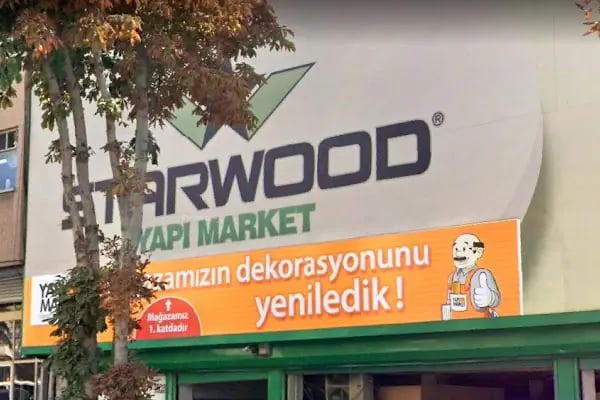 STARWOOD®
YAPI MARKET
dekorasyonunu
yeniledik!
Mağazamız
1. katdadır